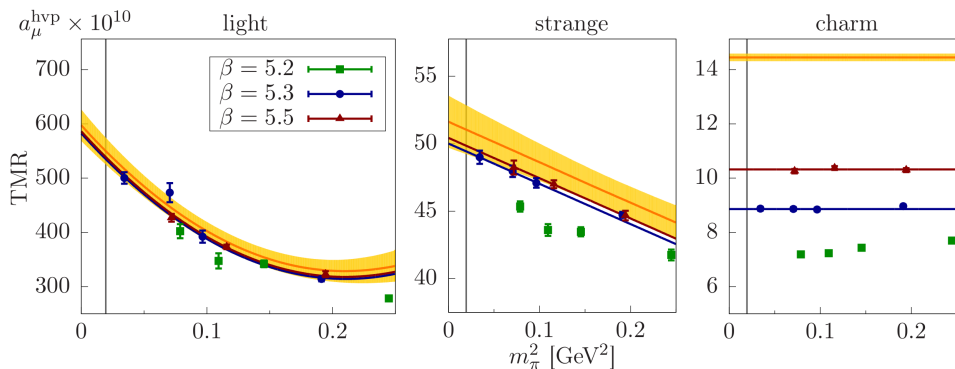 a_μ^hvp × 10^10
light
strange
charm
TMR
700
600
500
400
300
β = 5.2
β = 5.3
β = 5.5
0
0.1
0.2
55
50
45
40
0
0.1
0.2
14
12
10
8
6
0
0.1
0.2
m_π^2 [GeV^2]